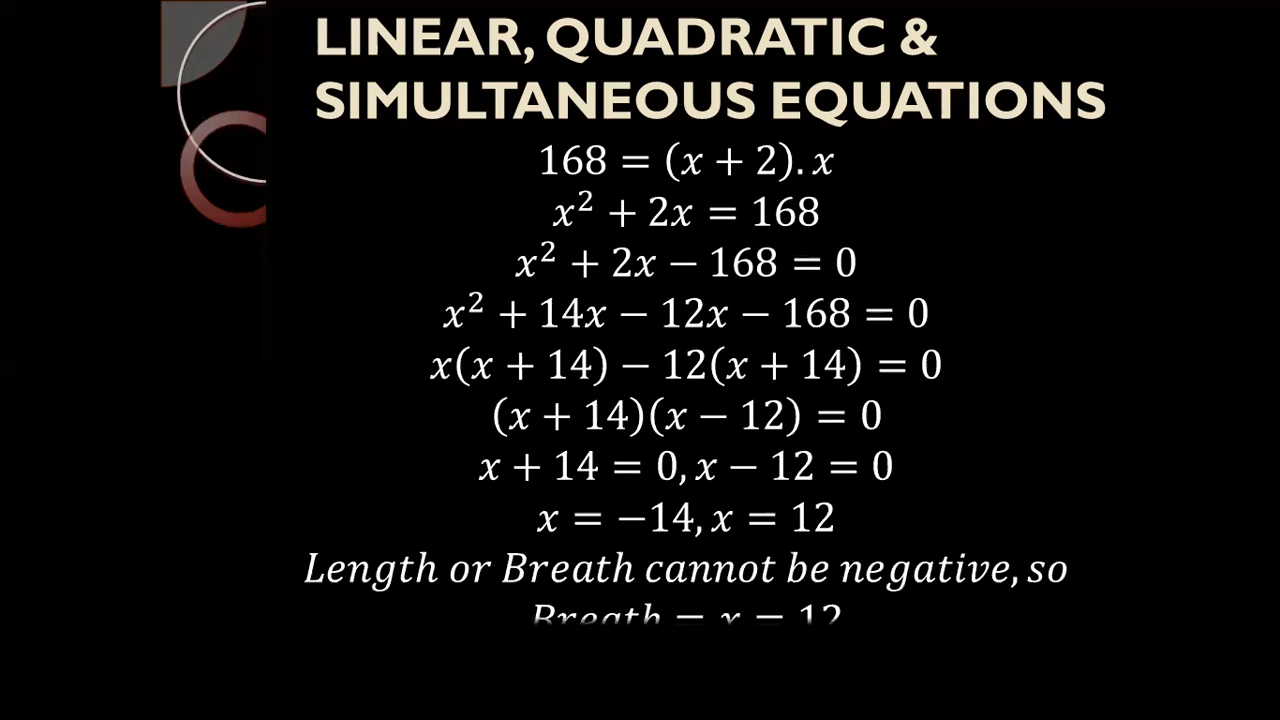 LINEAR, QUADRATIC &
SIMULTANEOUS EQUATIONS
168 = (x + 2). x
x² + 2x = 168
x² + 2x − 168 = 0
x² + 14x − 12x − 168 = 0
x(x + 14) − 12(x + 14) = 0
(x + 14)(x − 12) = 0
x + 14 = 0, x − 12 = 0
x = −14, x = 12
Length or Breath cannot be negative, so
Breath = x = 12